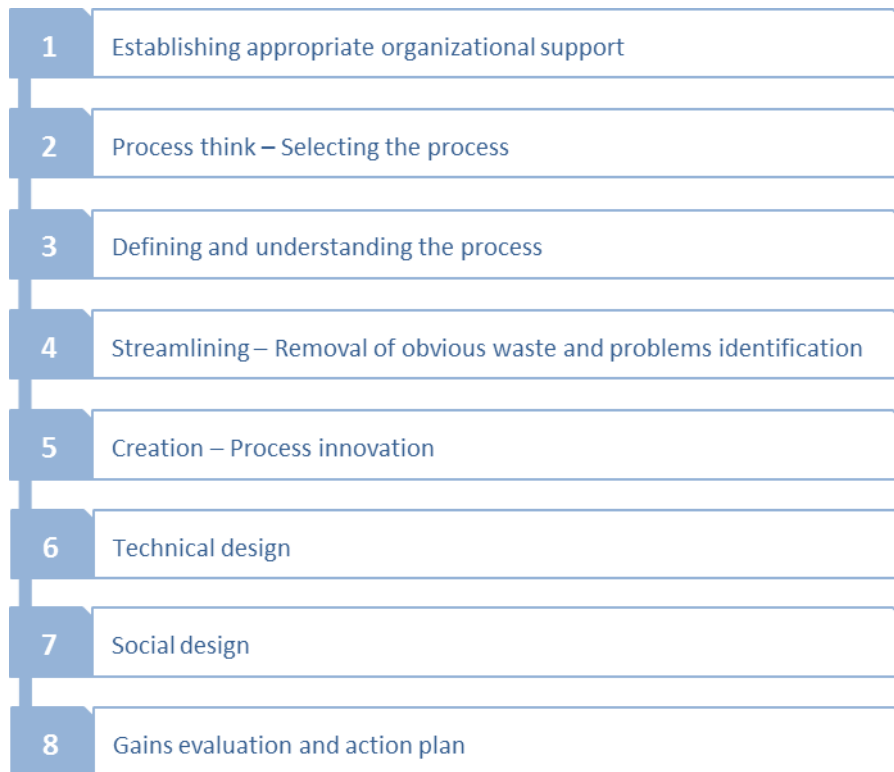 1 Establishing appropriate organizational support
2 Process think – Selecting the process
3 Defining and understanding the process
4 Streamlining – Removal of obvious waste and problems identification
5 Creation – Process innovation
6 Technical design
7 Social design
8 Gains evaluation and action plan